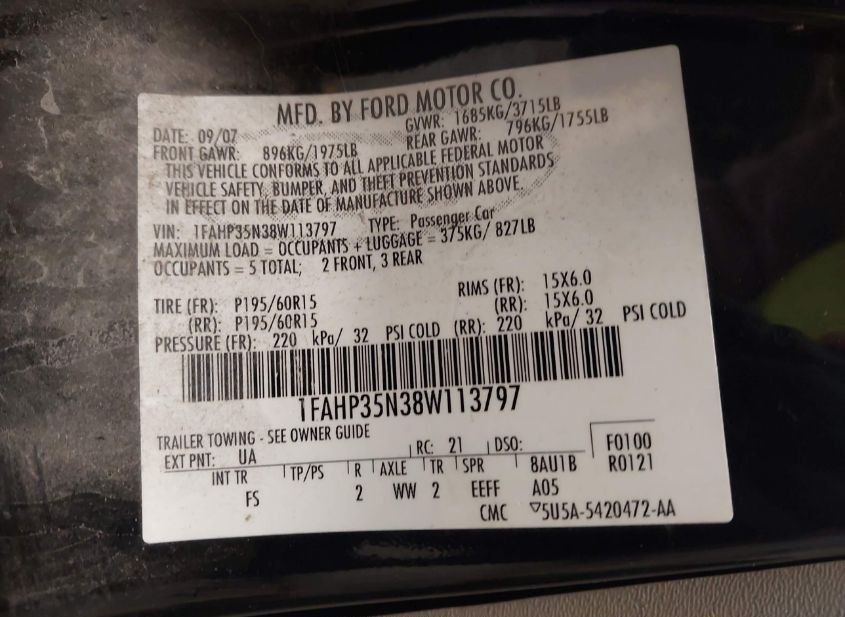 MFD. BY FORD MOTOR CO.
DATE: 09/07 GVWR: 1685KG/3715LB
FRONT GAWR: 896KG/1975LB REAR GAWR: 796KG/1755LB
THIS VEHICLE CONFORMS TO ALL APPLICABLE FEDERAL MOTOR
VEHICLE SAFETY, BUMPER, AND THEFT PREVENTION STANDARDS
IN EFFECT ON THE DATE OF MANUFACTURE SHOWN ABOVE.
VIN: 1FAHP35N38W113797 TYPE: Passenger Car
MAXIMUM LOAD = OCCUPANTS + LUGGAGE = 375KG/ 827LB
OCCUPANTS = 5 TOTAL; 2 FRONT, 3 REAR
TIRE (FR): P195/60R15 RIMS (FR): 15X6.0
(RR): P195/60R15 (RR): 15X6.0
PRESSURE (FR): 220 kPa/ 32 PSI COLD (RR): 220 kPa/ 32 PSI COLD
1FAHP35N38W113797
TRAILER TOWING - SEE OWNER GUIDE
EXT PNT: UA RC: 21 DSO: F0100
INT TR TP/PS R AXLE TR SPR 8AU1B R0121
FS 2 WW 2 EEFF A05
CMC ▽5U5A-5420472-AA